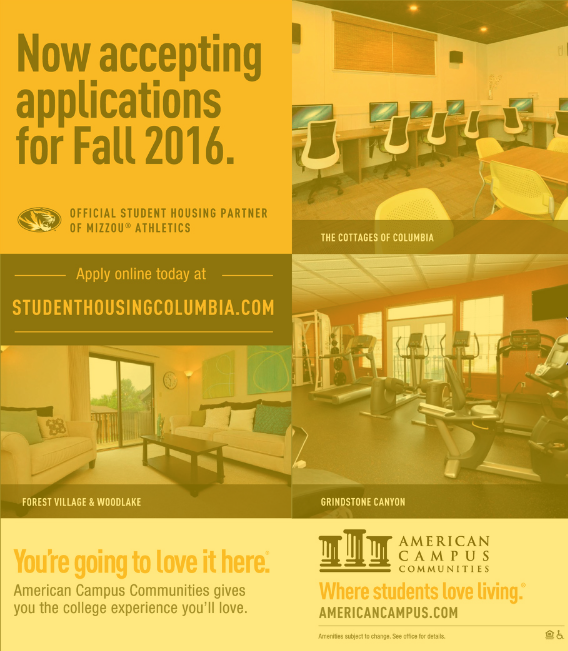 Now accepting
applications
for Fall 2016.
OFFICIAL STUDENT HOUSING PARTNER
OF MIZZOU® ATHLETICS
THE COTTAGES OF COLUMBIA
Apply online today at
STUDENTHOUSINGCOLUMBIA.COM
FOREST VILLAGE & WOODLAKE
GRINDSTONE CANYON
You're going to love it here.®
American Campus Communities gives
you the college experience you'll love.
AMERICAN
CAMPUS
COMMUNITIES
Where students love living.®
AMERICANCAMPUS.COM
Amenities subject to change. See office for details.